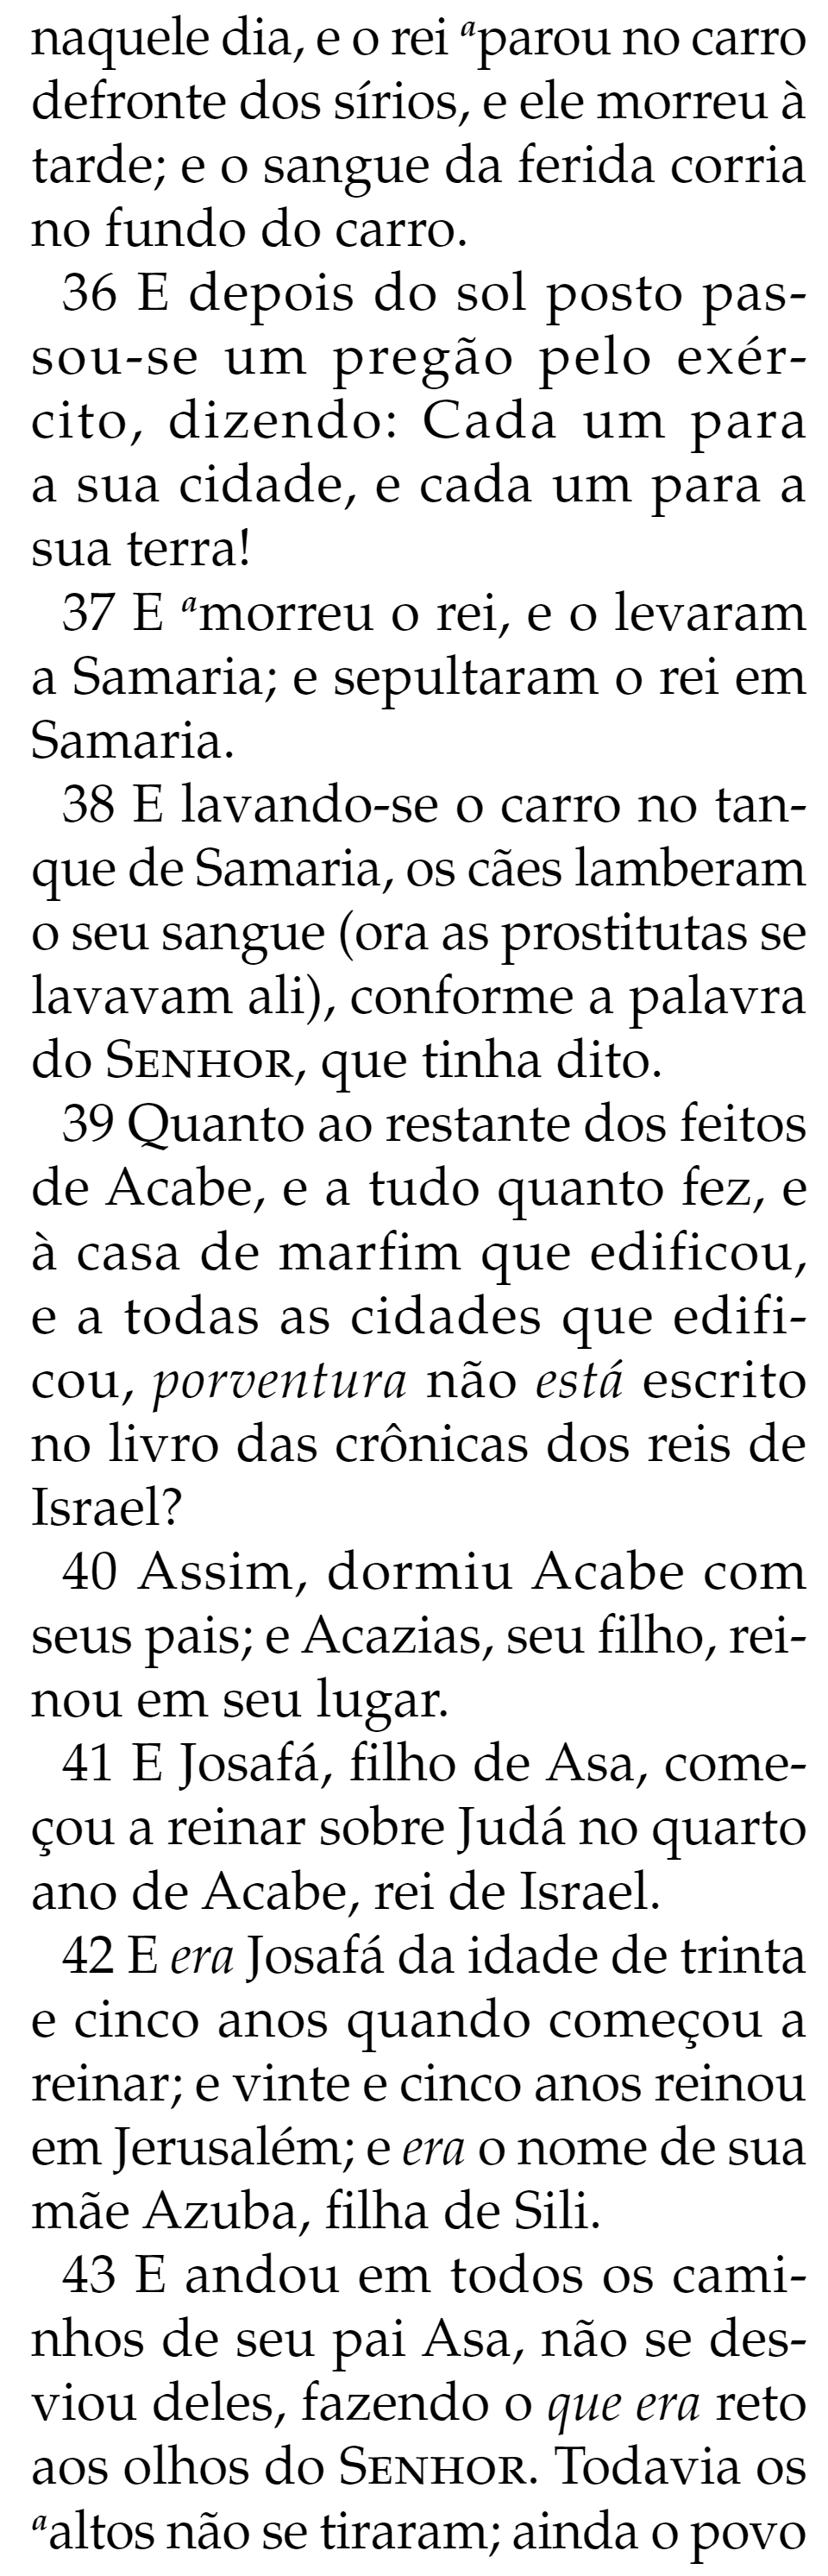 naquele dia, e o rei ᵃparou no carro
defronte dos sírios, e ele morreu à
tarde; e o sangue da ferida corria
no fundo do carro.
36 E depois do sol posto pas-
sou-se um pregão pelo exér-
cito, dizendo: Cada um para
a sua cidade, e cada um para a
sua terra!
37 E ᵃmorreu o rei, e o levaram
a Samaria; e sepultaram o rei em
Samaria.
38 E lavando-se o carro no tan-
que de Samaria, os cães lamberam
o seu sangue (ora as prostitutas se
lavavam ali), conforme a palavra
do SENHOR, que tinha dito.
39 Quanto ao restante dos feitos
de Acabe, e a tudo quanto fez, e
à casa de marfim que edificou,
e a todas as cidades que edifi-
cou, porventura não está escrito
no livro das crônicas dos reis de
Israel?
40 Assim, dormiu Acabe com
seus pais; e Acazias, seu filho, rei-
nou em seu lugar.
41 E Josafá, filho de Asa, come-
çou a reinar sobre Judá no quarto
ano de Acabe, rei de Israel.
42 E era Josafá da idade de trinta
e cinco anos quando começou a
reinar; e vinte e cinco anos reinou
em Jerusalém; e era o nome de sua
mãe Azuba, filha de Sili.
43 E andou em todos os cami-
nhos de seu pai Asa, não se des-
viou deles, fazendo o que era reto
aos olhos do SENHOR. Todavia os
ᵃaltos não se tiraram; ainda o povo